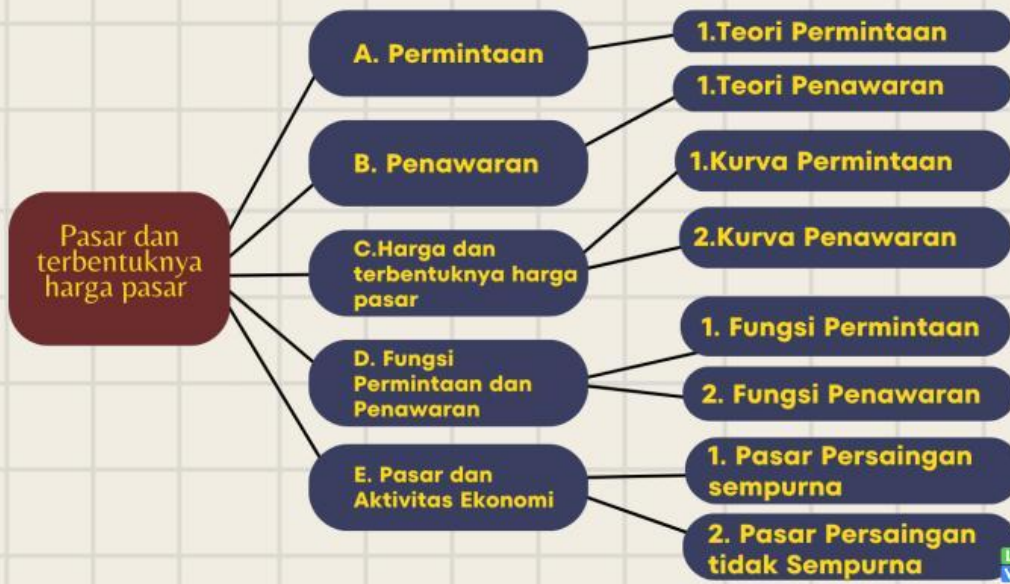 Pasar dan
terbentuknya
harga pasar
A. Permintaan
1.Teori Permintaan
B. Penawaran
1.Teori Penawaran
C.Harga dan
terbentuknya harga
pasar
1.Kurva Permintaan
2.Kurva Penawaran
D. Fungsi
Permintaan dan
Penawaran
1. Fungsi Permintaan
2. Fungsi Penawaran
E. Pasar dan
Aktivitas Ekonomi
1. Pasar Persaingan
sempurna
2. Pasar Persaingan
tidak Sempurna